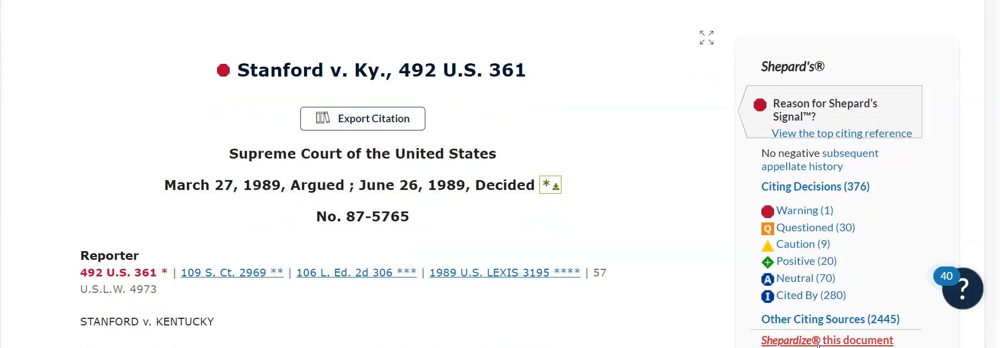 Stanford v. Ky., 492 U.S. 361
Export Citation
Supreme Court of the United States
March 27, 1989, Argued ; June 26, 1989, Decided *
No. 87-5765
Reporter
492 U.S. 361 * | 109 S. Ct. 2969 ** | 106 L. Ed. 2d 306 *** | 1989 U.S. LEXIS 3195 **** | 57
U.S.L.W. 4973
STANFORD v. KENTUCKY
Shepard's®
Reason for Shepard’s
Signal™?
View the top citing reference
No negative subsequent
appellate history
Citing Decisions (376)
Warning (1)
Q Questioned (30)
Caution (9)
Positive (20)
A Neutral (70)
I Cited By (280)
Other Citing Sources (2445)
Shepardize® this document
40
?